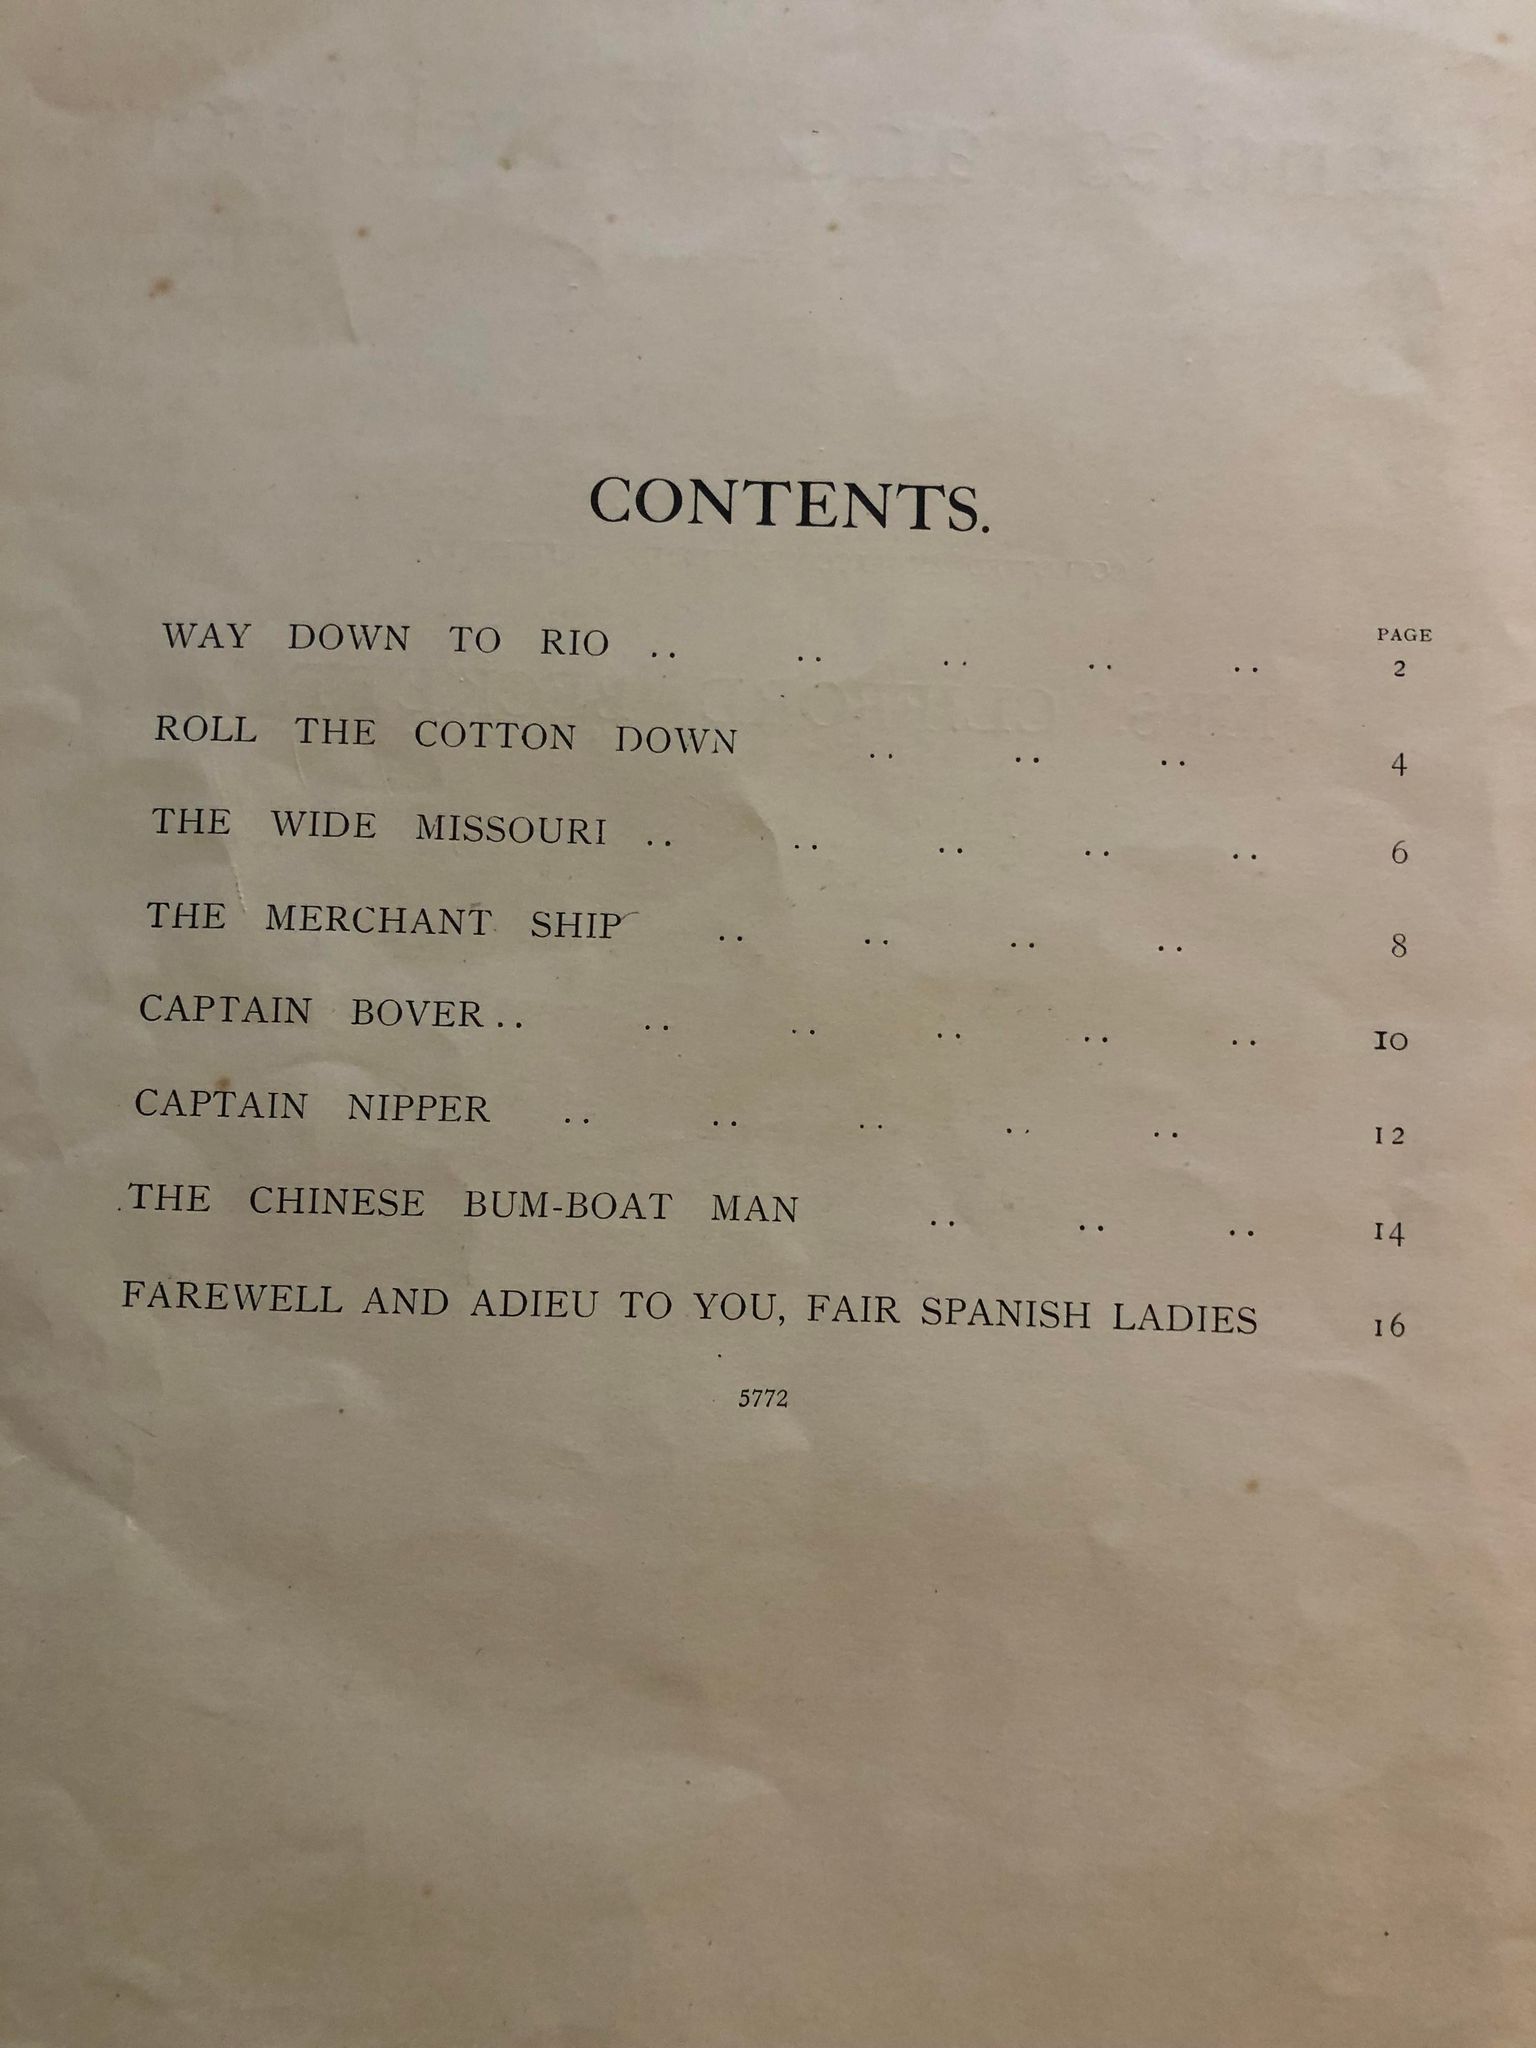 CONTENTS.
PAGE
WAY DOWN TO RIO .. .. .. .. .. 2
ROLL THE COTTON DOWN .. .. .. 4
THE WIDE MISSOURI .. .. .. .. .. 6
THE MERCHANT SHIP .. .. .. .. 8
CAPTAIN BOVER .. .. .. .. .. .. 10
CAPTAIN NIPPER .. .. .. .. .. 12
THE CHINESE BUM-BOAT MAN .. .. .. 14
FAREWELL AND ADIEU TO YOU, FAIR SPANISH LADIES 16
5772